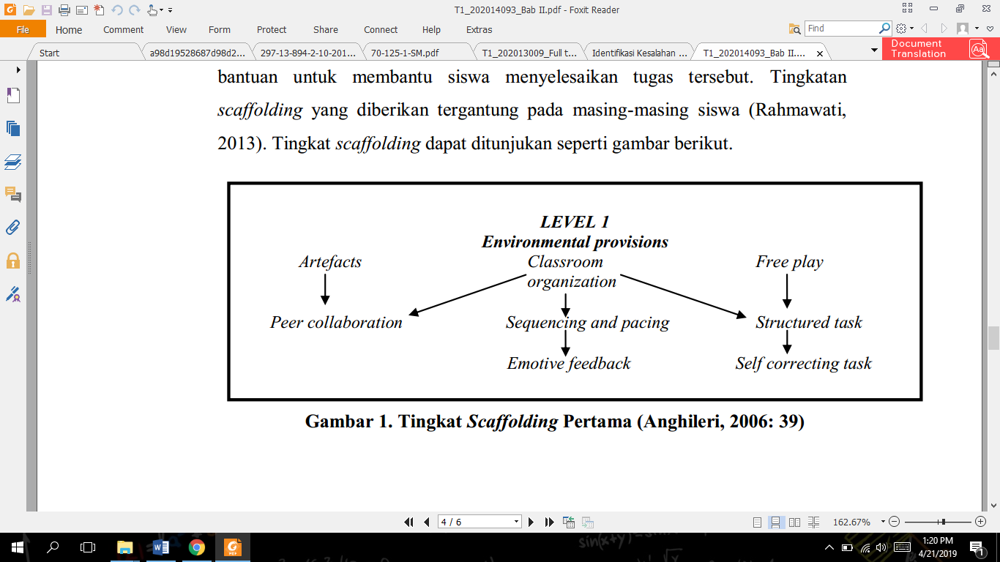 T1_202014093_Bab II.pdf - Foxit Reader
File Home Comment View Form Protect Share Connect Help Extras Find
Start a98d19528687d98d2... 297-13-894-2-10-201... 70-125-1-SM.pdf T1_202013009_Full t... Identifikasi Kesalahan ... T1_202014093_Bab II.... Document
Translation
bantuan untuk membantu siswa menyelesaikan tugas tersebut. Tingkatan
scaffolding yang diberikan tergantung pada masing-masing siswa (Rahmawati,
2013). Tingkat scaffolding dapat ditunjukan seperti gambar berikut.
LEVEL 1
Environmental provisions
Artefacts Classroom Free play
organization
Peer collaboration Sequencing and pacing Structured task
Emotive feedback Self correcting task
Gambar 1. Tingkat Scaffolding Pertama (Anghileri, 2006: 39)
4 / 6 162.67%
sin(x+y)
1:20 PM
4/21/2019
1